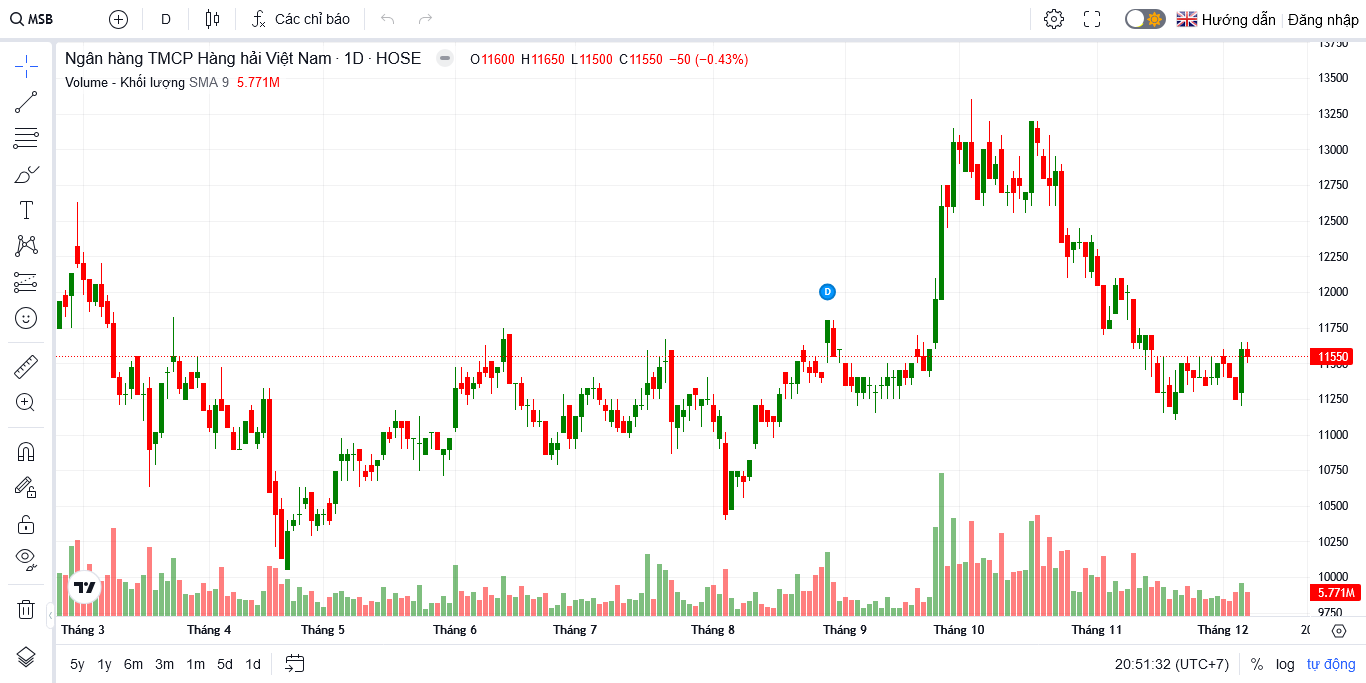 MSB D Các chỉ báo Hướng dẫn Đăng nhập
Ngân hàng TMCP Hàng hải Việt Nam · 1D · HOSE O11600 H11650 L11500 C11550 −50 (−0.43%)
Volume - Khối lượng SMA 9 5.771M
13750
13500
13250
13000
12750
12500
12250
12000
D
11750
11550
11500
11250
11000
10750
10500
10250
10000
5.771M
9750
Tháng 3 Tháng 4 Tháng 5 Tháng 6 Tháng 7 Tháng 8 Tháng 9 Tháng 10 Tháng 11 Tháng 12
5y 1y 6m 3m 1m 5d 1d 20:51:32 (UTC+7) % log tự động